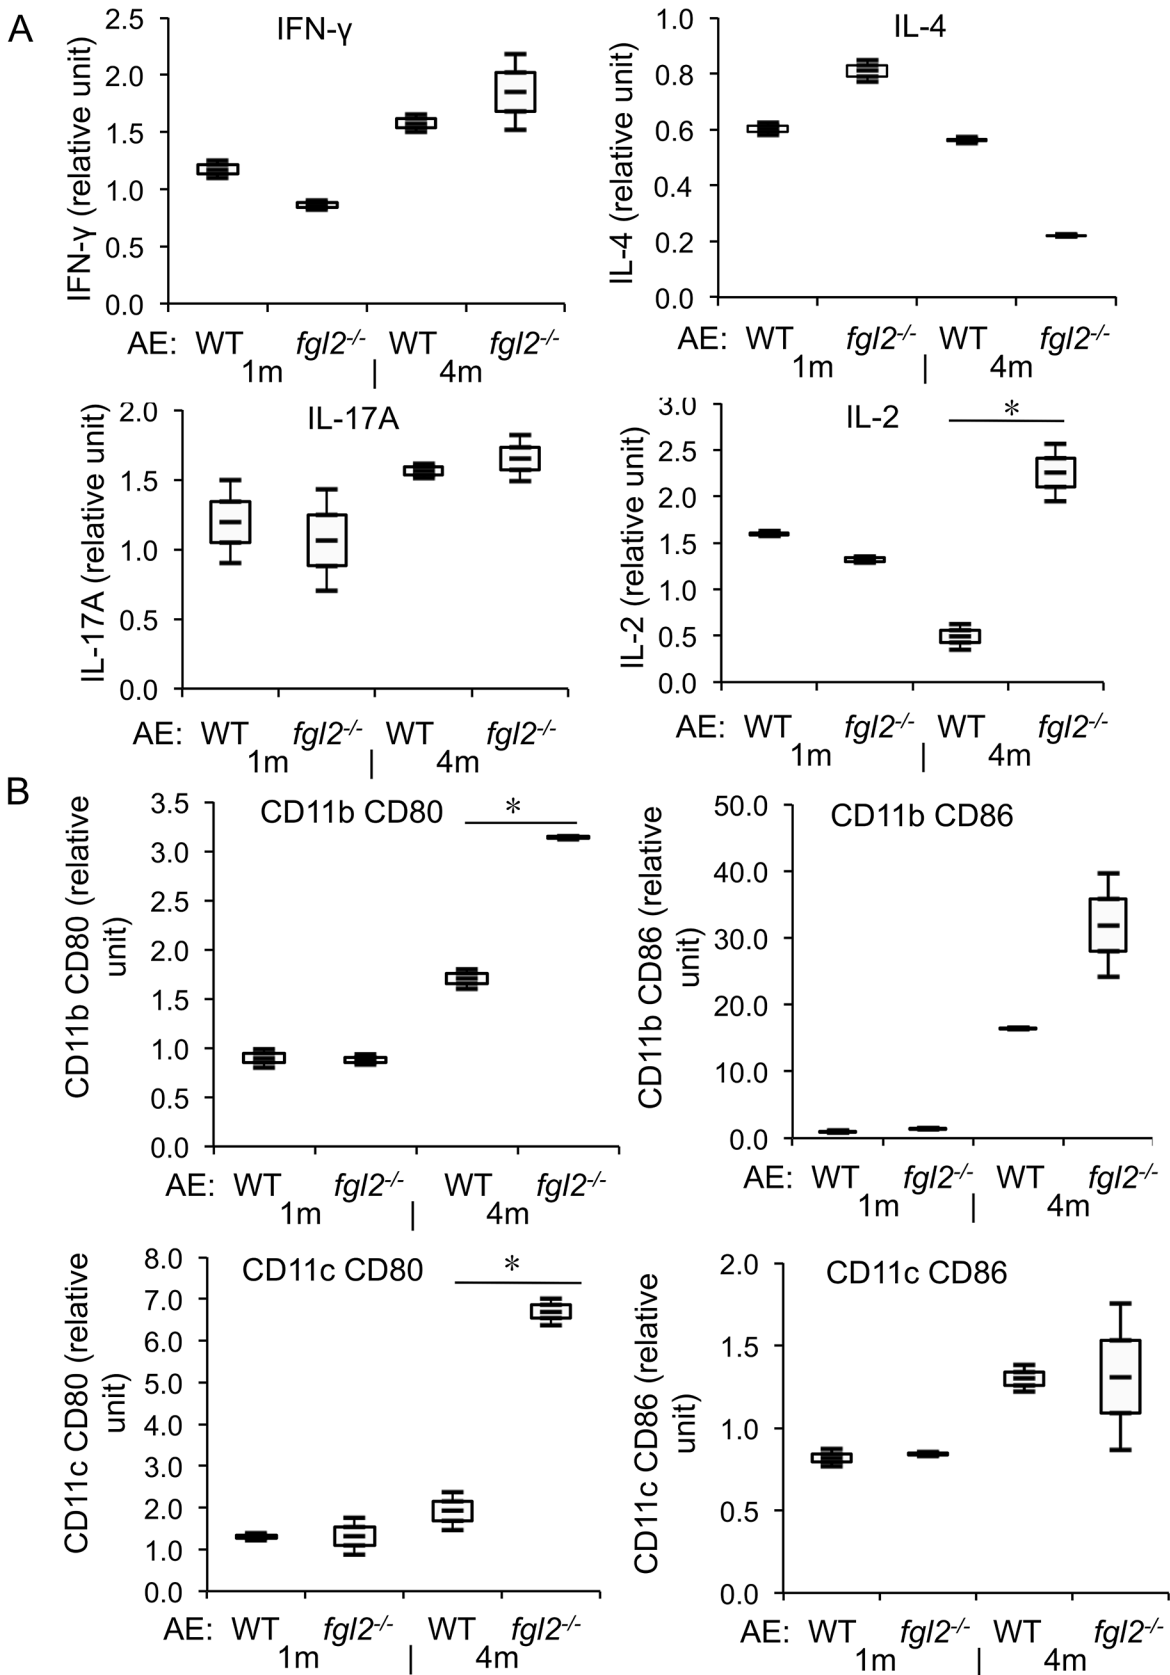 A
IFN-γ
IFN-γ (relative unit)
2.5
2.0
1.5
1.0
0.5
0.0
AE: WT fgl2-/- WT fgl2-/-
1m | 4m
IL-4
IL-4 (relative unit)
1.0
0.8
0.6
0.4
0.2
0.0
AE: WT fgl2-/- WT fgl2-/-
1m | 4m
IL-17A
IL-17A (relative unit)
2.0
1.5
1.0
0.5
0.0
AE: WT fgl2-/- WT fgl2-/-
1m | 4m
IL-2
*
IL-2 (relative unit)
3.0
2.5
2.0
1.5
1.0
0.5
0.0
AE: WT fgl2-/- WT fgl2-/-
1m | 4m
B
CD11b CD80
*
CD11b CD80 (relative
unit)
3.5
3.0
2.5
2.0
1.5
1.0
0.5
0.0
AE: WT fgl2-/- WT fgl2-/-
1m | 4m
CD11b CD86
CD11b CD86 (relative
unit)
50.0
40.0
30.0
20.0
10.0
0.0
AE: WT fgl2-/- WT fgl2-/-
1m | 4m
CD11c CD80
*
CD11c CD80 (relative
unit)
8.0
7.0
6.0
5.0
4.0
3.0
2.0
1.0
0.0
AE: WT fgl2-/- WT fgl2-/-
1m | 4m
CD11c CD86
CD11c CD86 (relative
unit)
2.0
1.5
1.0
0.5
0.0
AE: WT fgl2-/- WT fgl2-/-
1m | 4m